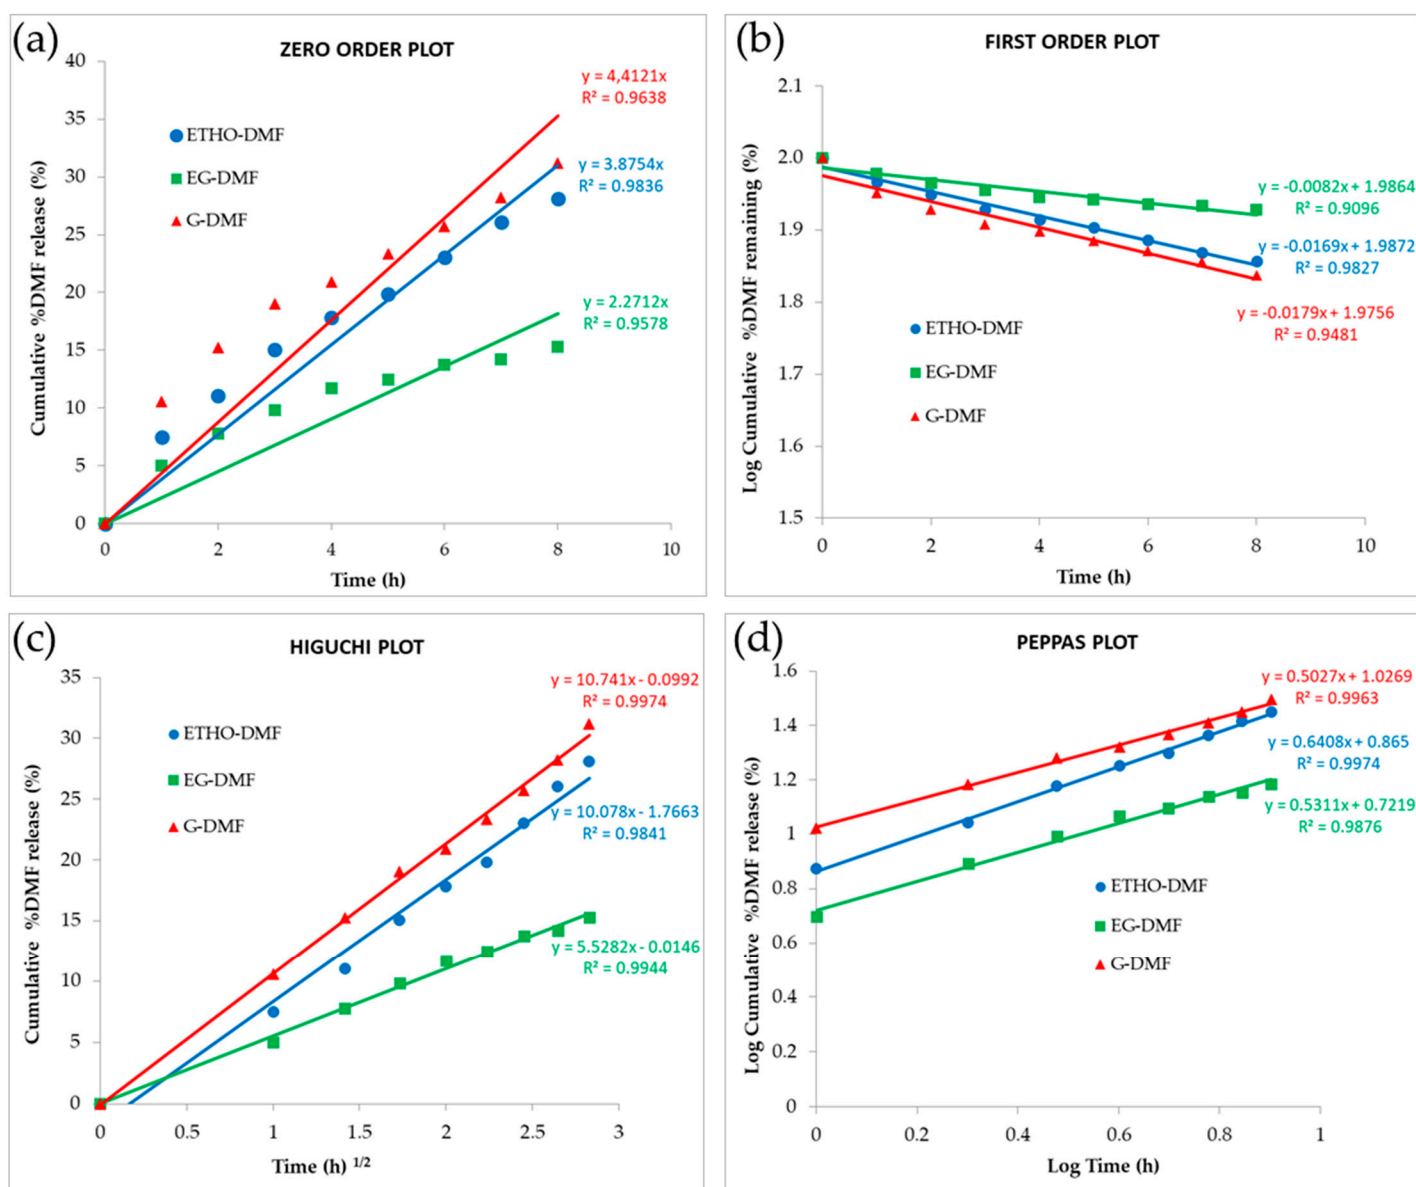 (a)
ZERO ORDER PLOT
Cumulative %DMF release (%)
40
35
30
25
20
15
10
5
0
ETHO-DMF
EG-DMF
G-DMF
y = 4,4121x
R² = 0.9638
y = 3.8754x
R² = 0.9836
y = 2.2712x
R² = 0.9578
0 2 4 6 8 10
Time (h)
(b)
FIRST ORDER PLOT
Log Cumulative %DMF remaining (%)
2.1
2.0
1.9
1.8
1.7
1.6
1.5
y = -0.0082x + 1.9864
R² = 0.9096
y = -0.0169x + 1.9872
R² = 0.9827
y = -0.0179x + 1.9756
R² = 0.9481
ETHO-DMF
EG-DMF
G-DMF
0 2 4 6 8 10
Time (h)
(c)
HIGUCHI PLOT
Cumulative %DMF release (%)
35
30
25
20
15
10
5
0
ETHO-DMF
EG-DMF
G-DMF
y = 10.741x - 0.0992
R² = 0.9974
y = 10.078x - 1.7663
R² = 0.9841
y = 5.5282x - 0.0146
R² = 0.9944
0 0.5 1 1.5 2 2.5 3
Time (h) 1/2
(d)
PEPPAS PLOT
Log Cumulative %DMF release (%)
1.6
1.4
1.2
1
0.8
0.6
0.4
0.2
0
y = 0.5027x + 1.0269
R² = 0.9963
y = 0.6408x + 0.865
R² = 0.9974
y = 0.5311x + 0.7219
R² = 0.9876
ETHO-DMF
EG-DMF
G-DMF
0 0.2 0.4 0.6 0.8 1
Log Time (h)